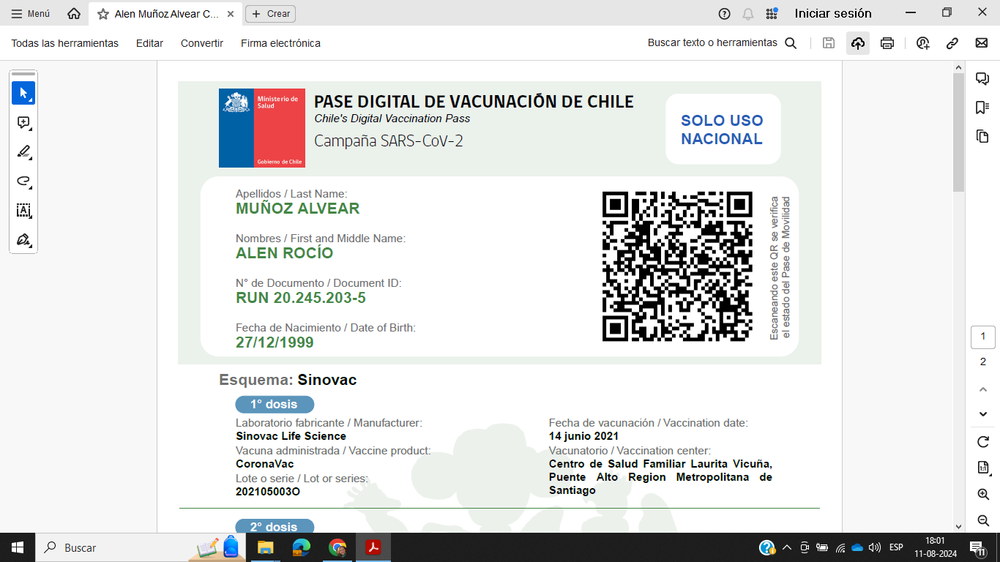 Menú
Alen Muñoz Alvear C...
Crear
Iniciar sesión
Todas las herramientas
Editar
Convertir
Firma electrónica
Buscar texto o herramientas
Ministerio de
Salud
Gobierno de Chile
PASE DIGITAL DE VACUNACIÓN DE CHILE
Chile's Digital Vaccination Pass
Campaña SARS-CoV-2
SOLO USO
NACIONAL
Apellidos / Last Name:
MUÑOZ ALVEAR
Nombres / First and Middle Name:
ALEN ROCÍO
N° de Documento / Document ID:
RUN 20.245.203-5
Fecha de Nacimiento / Date of Birth:
27/12/1999
Escaneando este QR se verifica
el estado del Pase de Movilidad
Esquema: Sinovac
1° dosis
Laboratorio fabricante / Manufacturer:
Sinovac Life Science
Vacuna administrada / Vaccine product:
CoronaVac
Lote o serie / Lot or series:
202105003O
Fecha de vacunación / Vaccination date:
14 junio 2021
Vacunatorio / Vaccination center:
Centro de Salud Familiar Laurita Vicuña,
Puente Alto Region Metropolitana de
Santiago
2° dosis
1
2
1:1
Buscar
ESP
18:01
11-08-2024
11